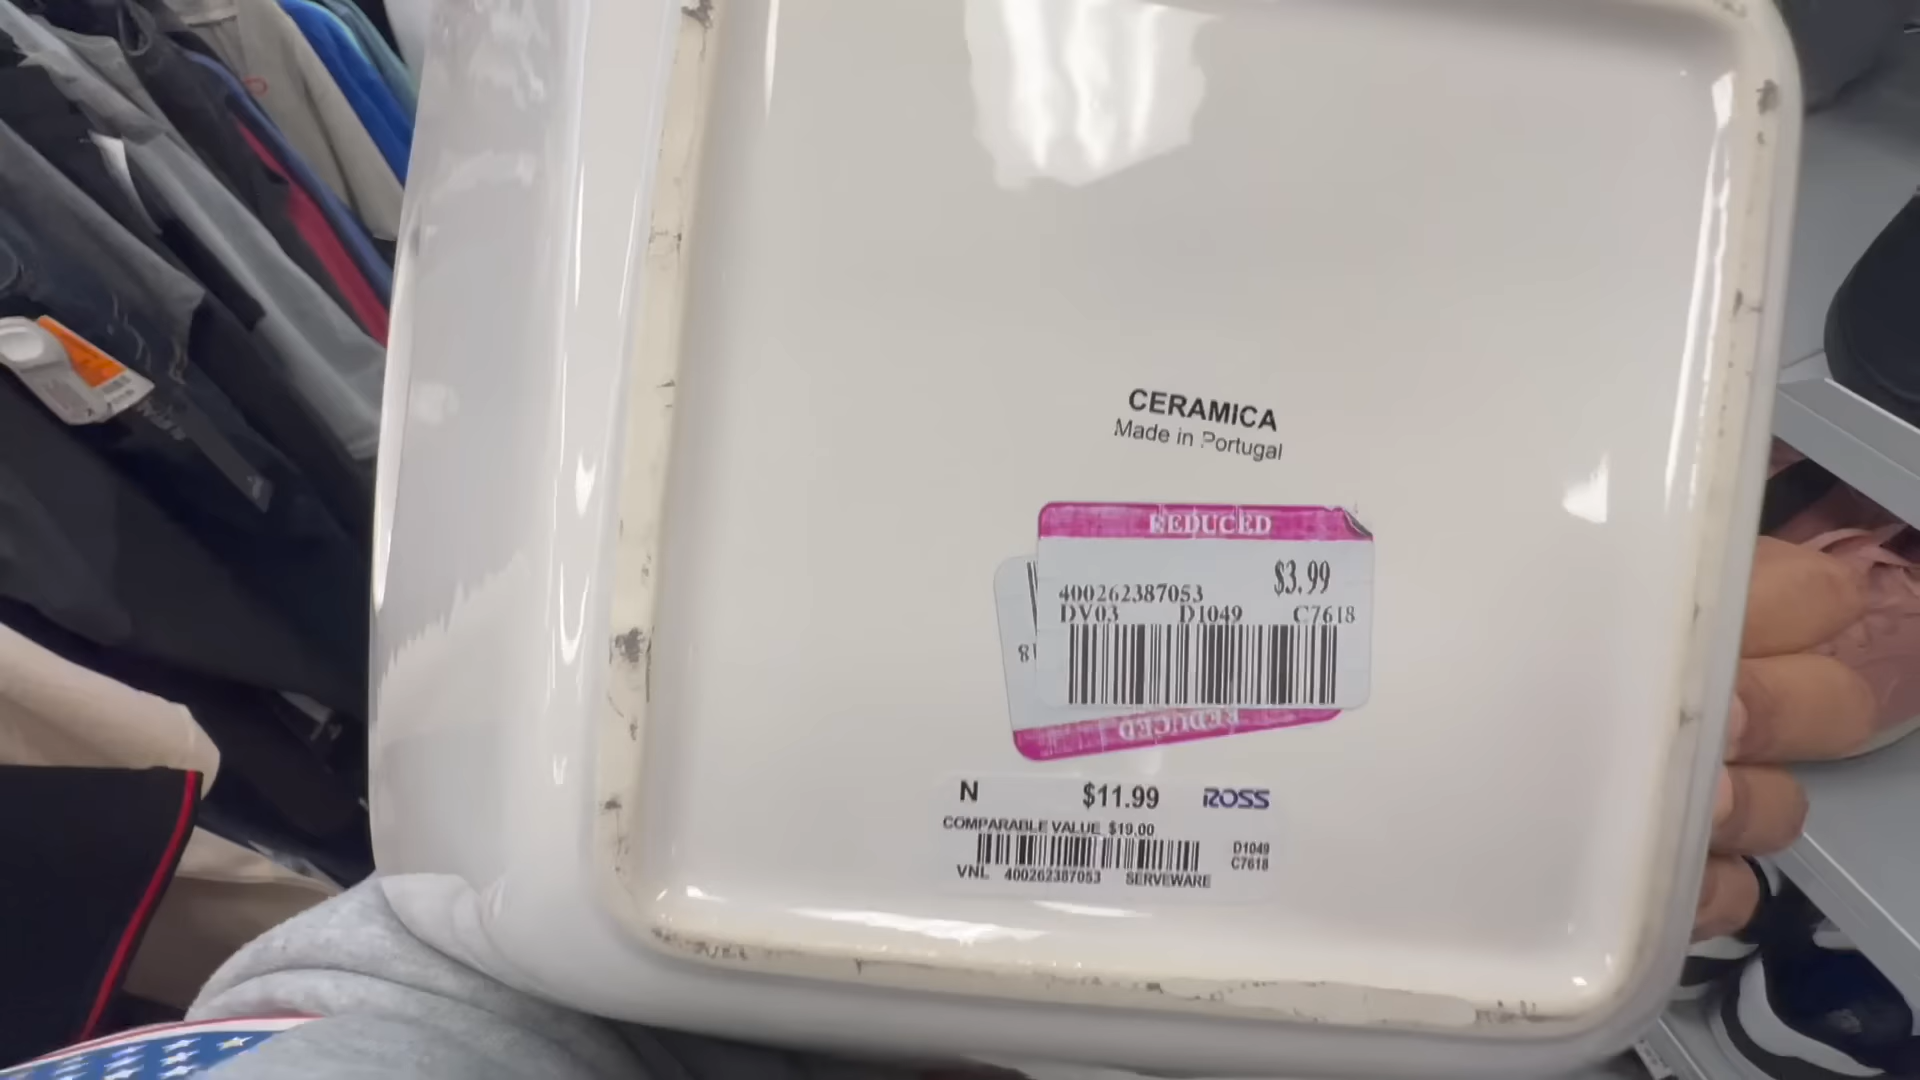 CERAMICA
Made in Portugal
REDUCED
$3.99
400262387053
DV03 D1049 C7618
REDUCED
N $11.99 ROSS
COMPARABLE VALUE $19.00
D1049
C7618
VNL 400262387053 SERVEWARE